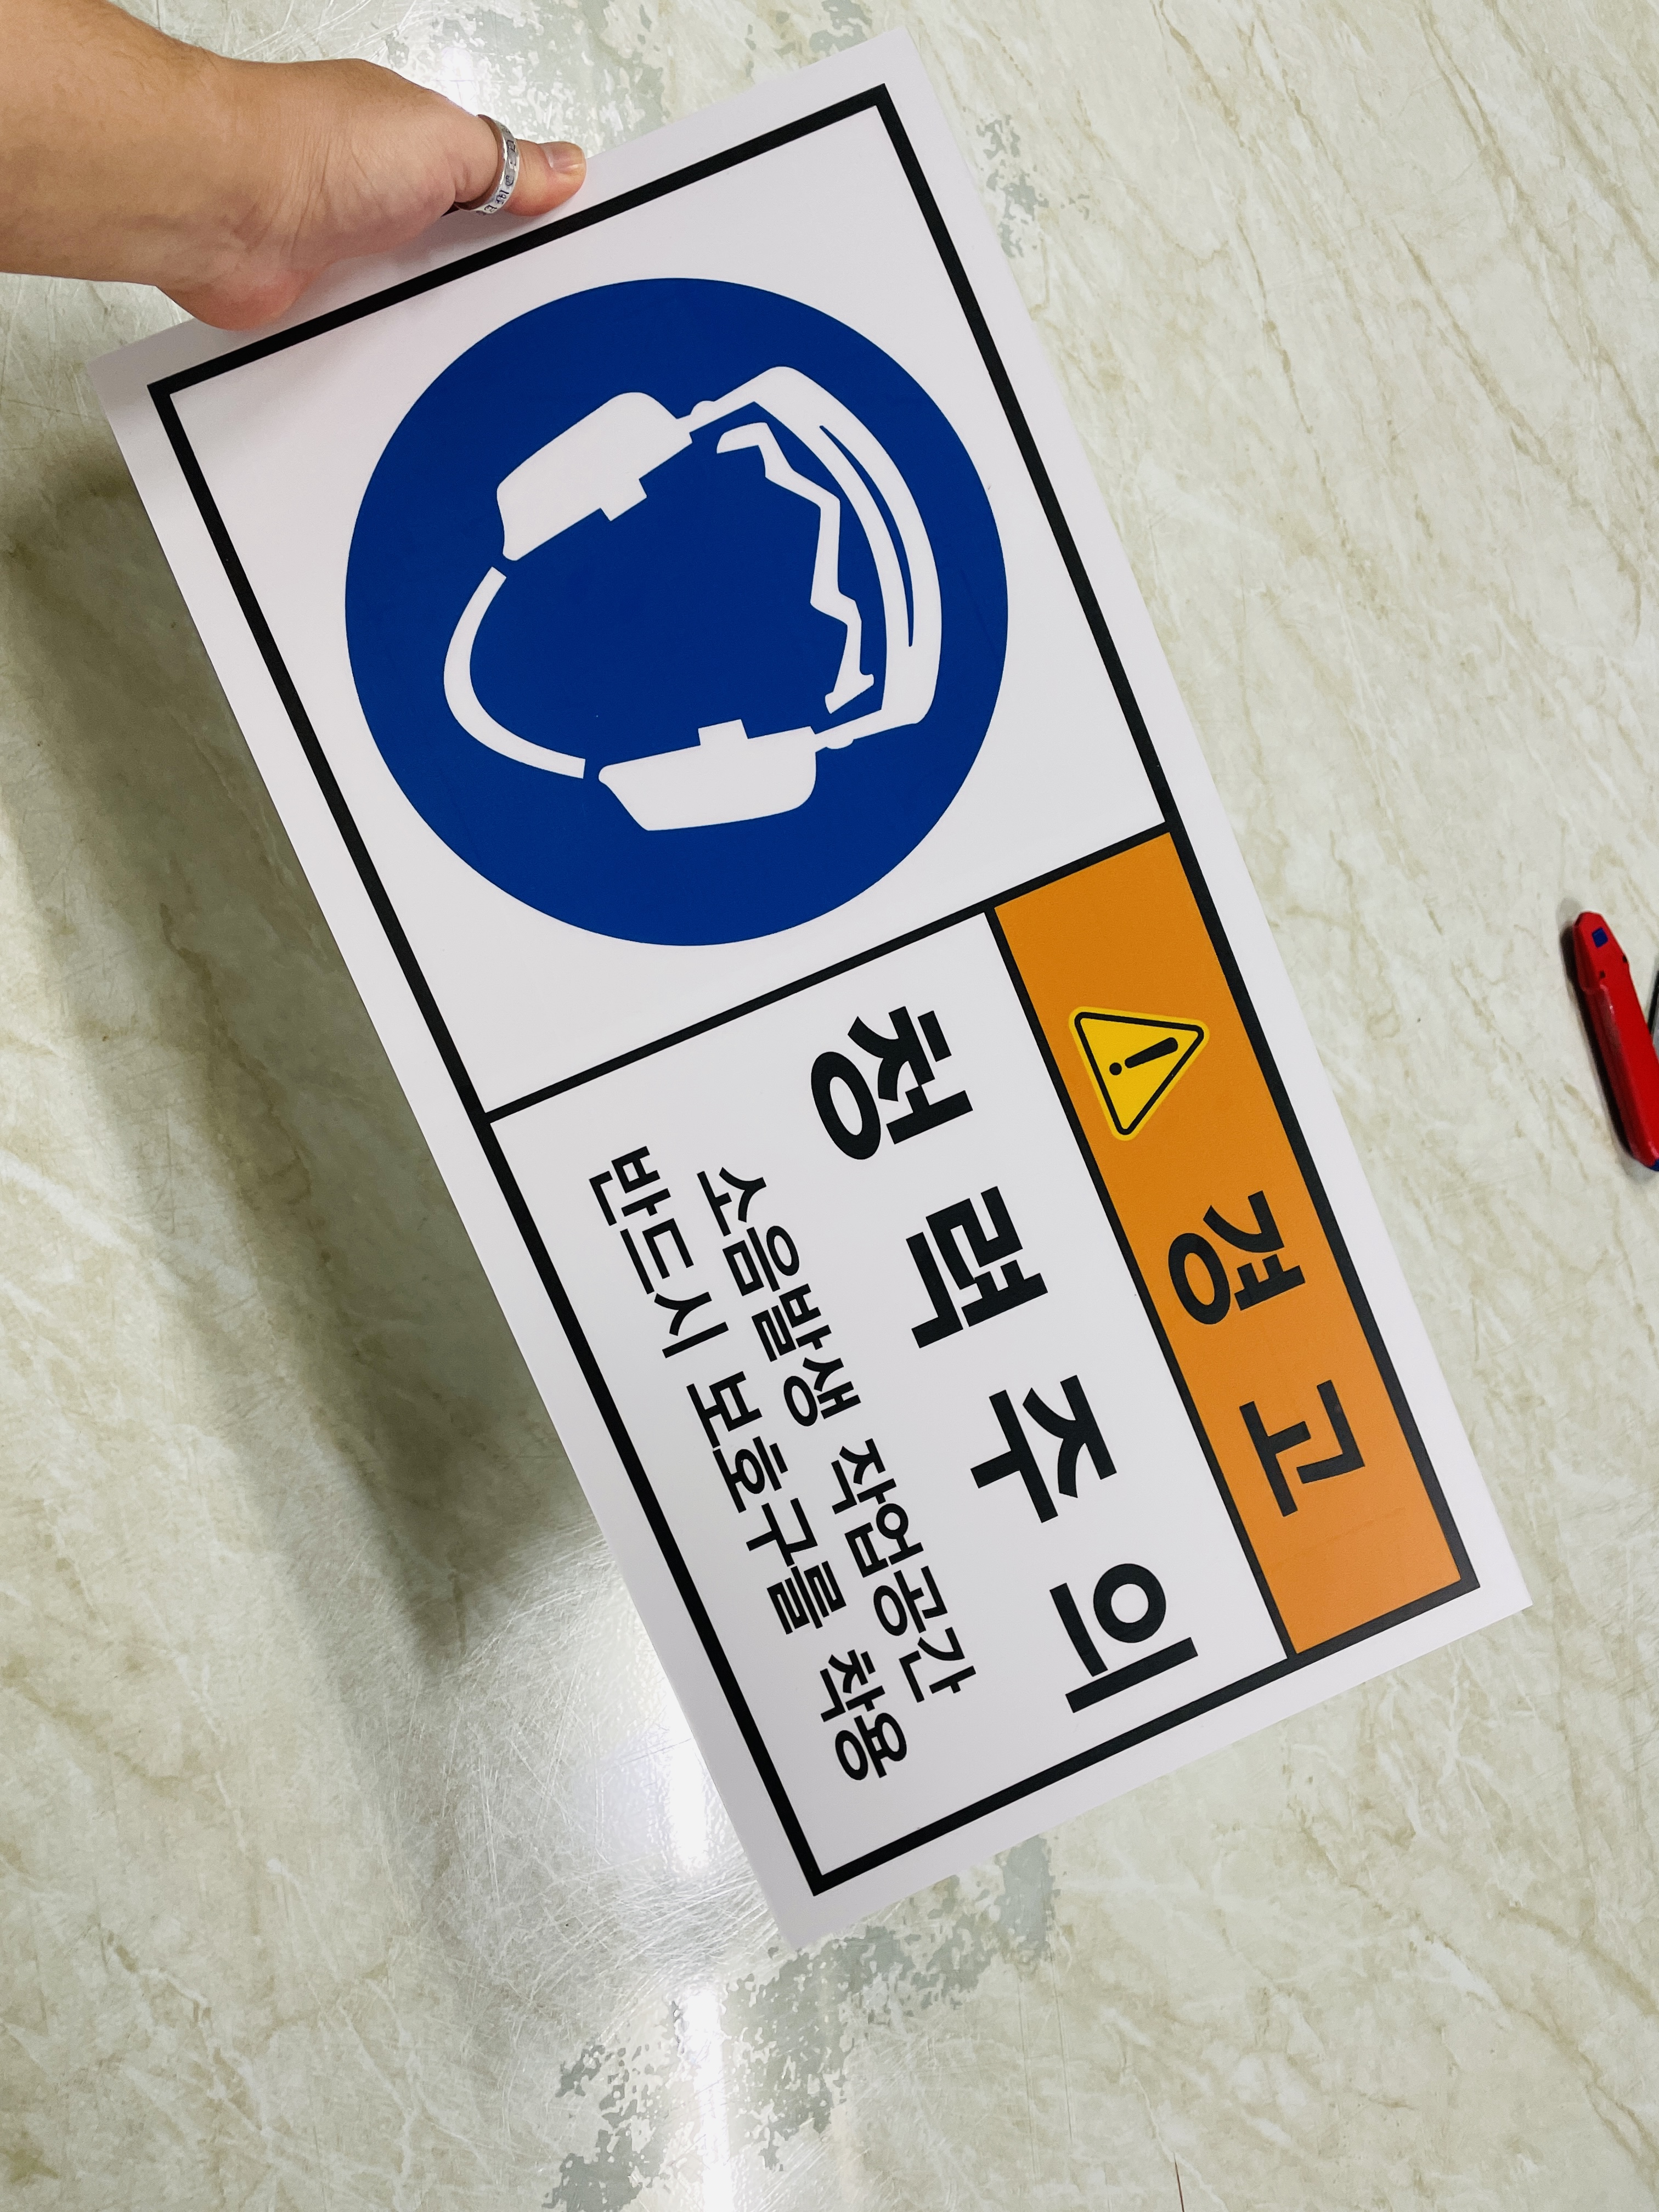 경고
청력주의
소음발생 작업공간
반드시 보호구를 착용